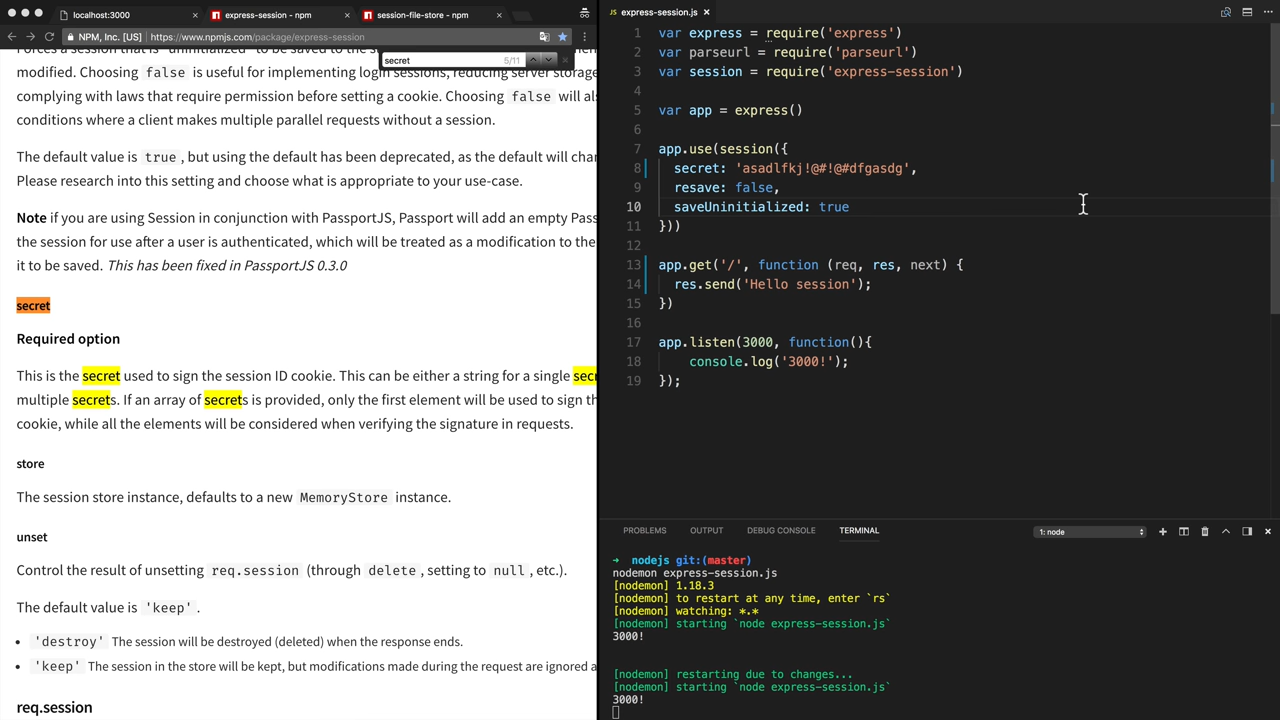 localhost:3000
express-session - npm
session-file-store - npm
NPM, Inc. [US] https://www.npmjs.com/package/express-session
secret 5/11
modified. Choosing false is useful for implementing login sessions, reducing server storage
complying with laws that require permission before setting a cookie. Choosing false will al
conditions where a client makes multiple parallel requests without a session.
The default value is true, but using the default has been deprecated, as the default will chan
Please research into this setting and choose what is appropriate to your use-case.
Note if you are using Session in conjunction with PassportJS, Passport will add an empty Pass
the session for use after a user is authenticated, which will be treated as a modification to the
it to be saved. This has been fixed in PassportJS 0.3.0
secret
Required option
This is the secret used to sign the session ID cookie. This can be either a string for a single secr
multiple secrets. If an array of secrets is provided, only the first element will be used to sign th
cookie, while all the elements will be considered when verifying the signature in requests.
store
The session store instance, defaults to a new MemoryStore instance.
unset
Control the result of unsetting req.session (through delete, setting to null, etc.).
The default value is 'keep'.
• 'destroy' The session will be destroyed (deleted) when the response ends.
• 'keep' The session in the store will be kept, but modifications made during the request are ignored a
req.session
JS express-session.js
1 var express = require('express')
2 var parseurl = require('parseurl')
3 var session = require('express-session')
4
5 var app = express()
6
7 app.use(session({
8 secret: 'asadlfkj!@#!@#dfgasdg',
9 resave: false,
10 saveUninitialized: true
11 }))
12
13 app.get('/', function (req, res, next) {
14 res.send('Hello session');
15 })
16
17 app.listen(3000, function(){
18 console.log('3000!');
19 });
PROBLEMS OUTPUT DEBUG CONSOLE TERMINAL 1: node
➜ nodejs git:(master)
nodemon express-session.js
[nodemon] 1.18.3
[nodemon] to restart at any time, enter `rs`
[nodemon] watching: *.*
[nodemon] starting `node express-session.js`
3000!
[nodemon] restarting due to changes...
[nodemon] starting `node express-session.js`
3000!